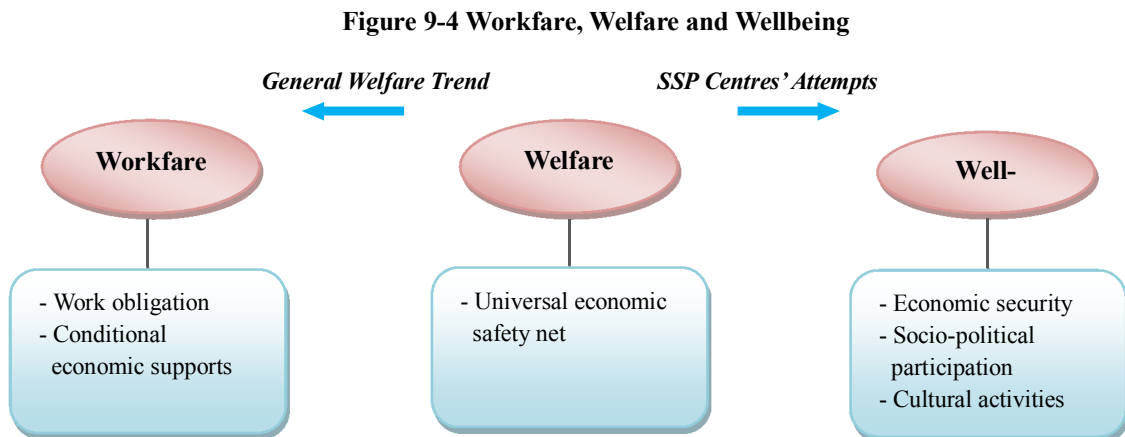 Figure 9-4 Workfare, Welfare and Wellbeing
General Welfare Trend
SSP Centres' Attempts
Workfare
Welfare
Well-
- Work obligation
- Conditional
economic supports
- Universal economic
safety net
- Economic security
- Socio-political
participation
- Cultural activities